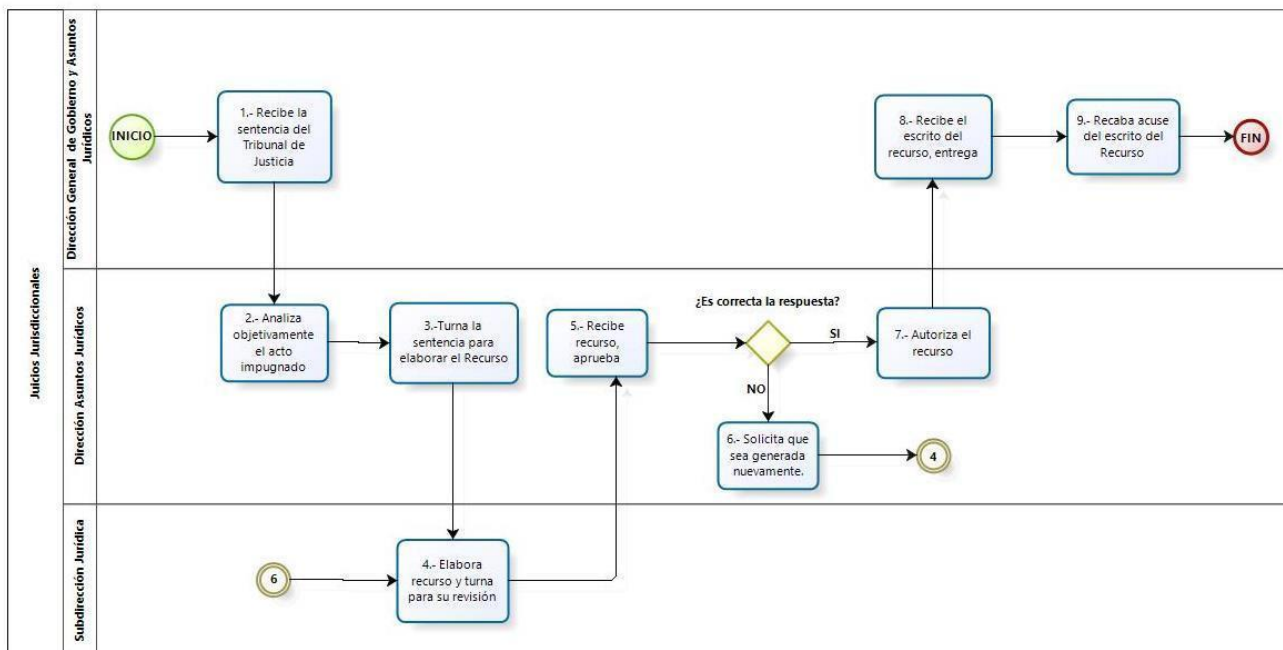 Juicios Jurisdiccionales
Dirección General de Gobierno y Asuntos
Jurídicos
INICIO
1.- Recibe la
sentencia del
Tribunal de
Justicia
8.- Recibe el
escrito del
recurso, entrega
9.- Recaba acuse
del escrito del
Recurso
FIN
Dirección Asuntos Jurídicos
2.- Analiza
objetivamente
el acto
impugnado
3.-Turna la
sentencia para
elaborar el Recurso
5.- Recibe
recurso,
aprueba
¿Es correcta la respuesta?
SI
NO
7.- Autoriza el
recurso
6.- Solicita que
sea generada
nuevamente.
4
Subdirección Jurídica
6
4.- Elabora
recurso y turna
para su revisión